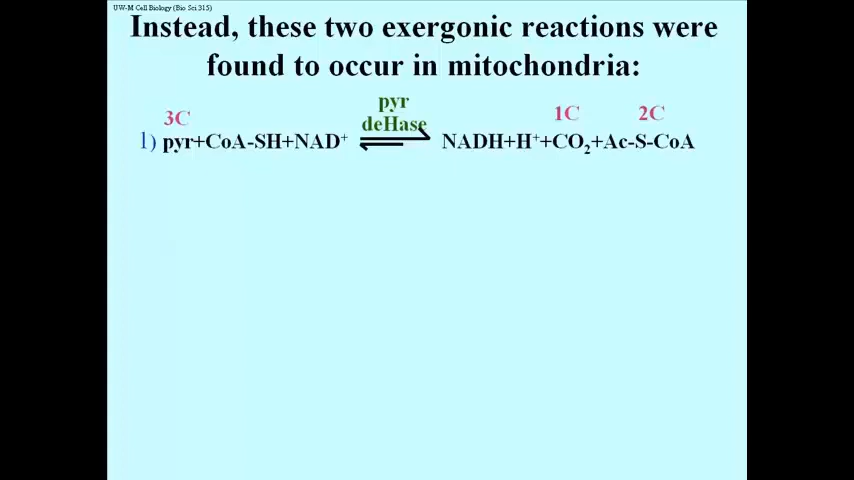 UW-M Cell Biology (Bio Sci 315)
Instead, these two exergonic reactions were
found to occur in mitochondria:
3C
pyr
deHase
1C
2C
1) pyr+CoA-SH+NAD⁺
NADH+H⁺+CO₂+Ac-S-CoA